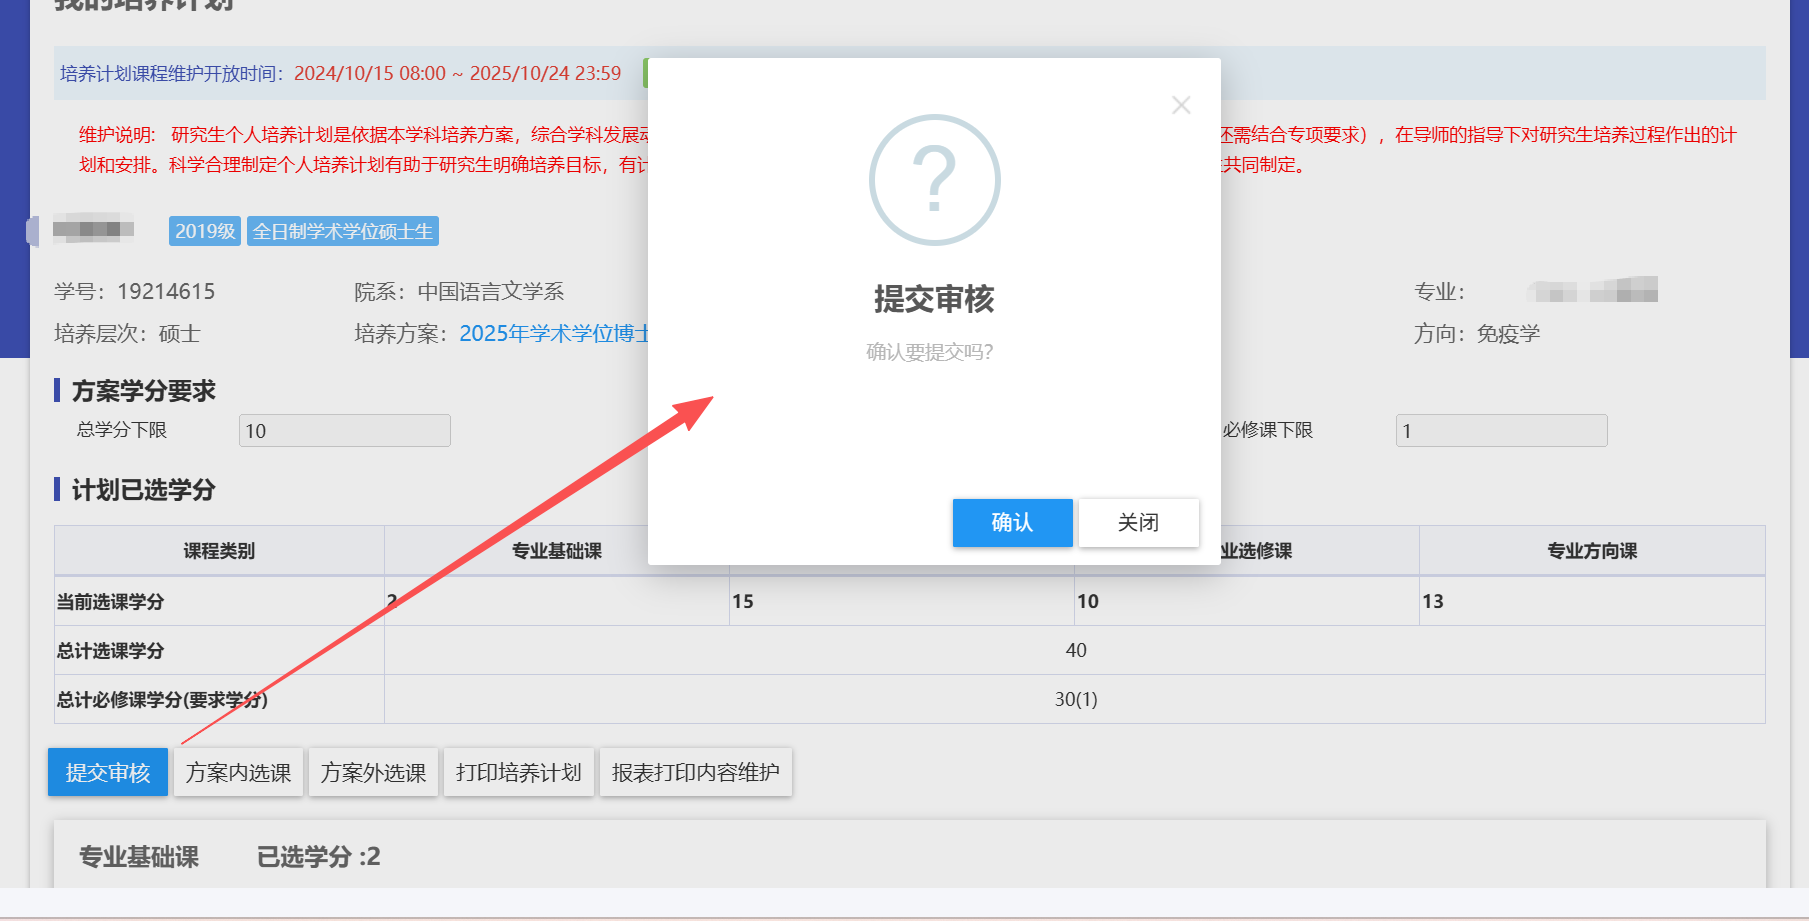 我的培养计划
培养计划课程维护开放时间：2024/10/15 08:00 ~ 2025/10/24 23:59
维护说明： 研究生个人培养计划是依据本学科培养方案，综合学科发展 还需结合专项要求），在导师的指导下对研究生培养过程作出的计
划和安排。科学合理制定个人培养计划有助于研究生明确培养目标，有 共同制定。
2019级 全日制学术学位硕士生
学号：19214615 院系：中国语言文学系 专业：
培养层次：硕士 培养方案：2025年学术学位博士 方向：免疫学
提交审核
确认要提交吗?
确认 关闭
方案学分要求
总学分下限 10 必修课下限 1
计划已选学分
课程类别 专业基础课 业选修课 专业方向课
当前选课学分 2 15 10 13
总计选课学分 40
总计必修课学分(要求学分) 30(1)
提交审核 方案内选课 方案外选课 打印培养计划 报表打印内容维护
专业基础课 已选学分 :2